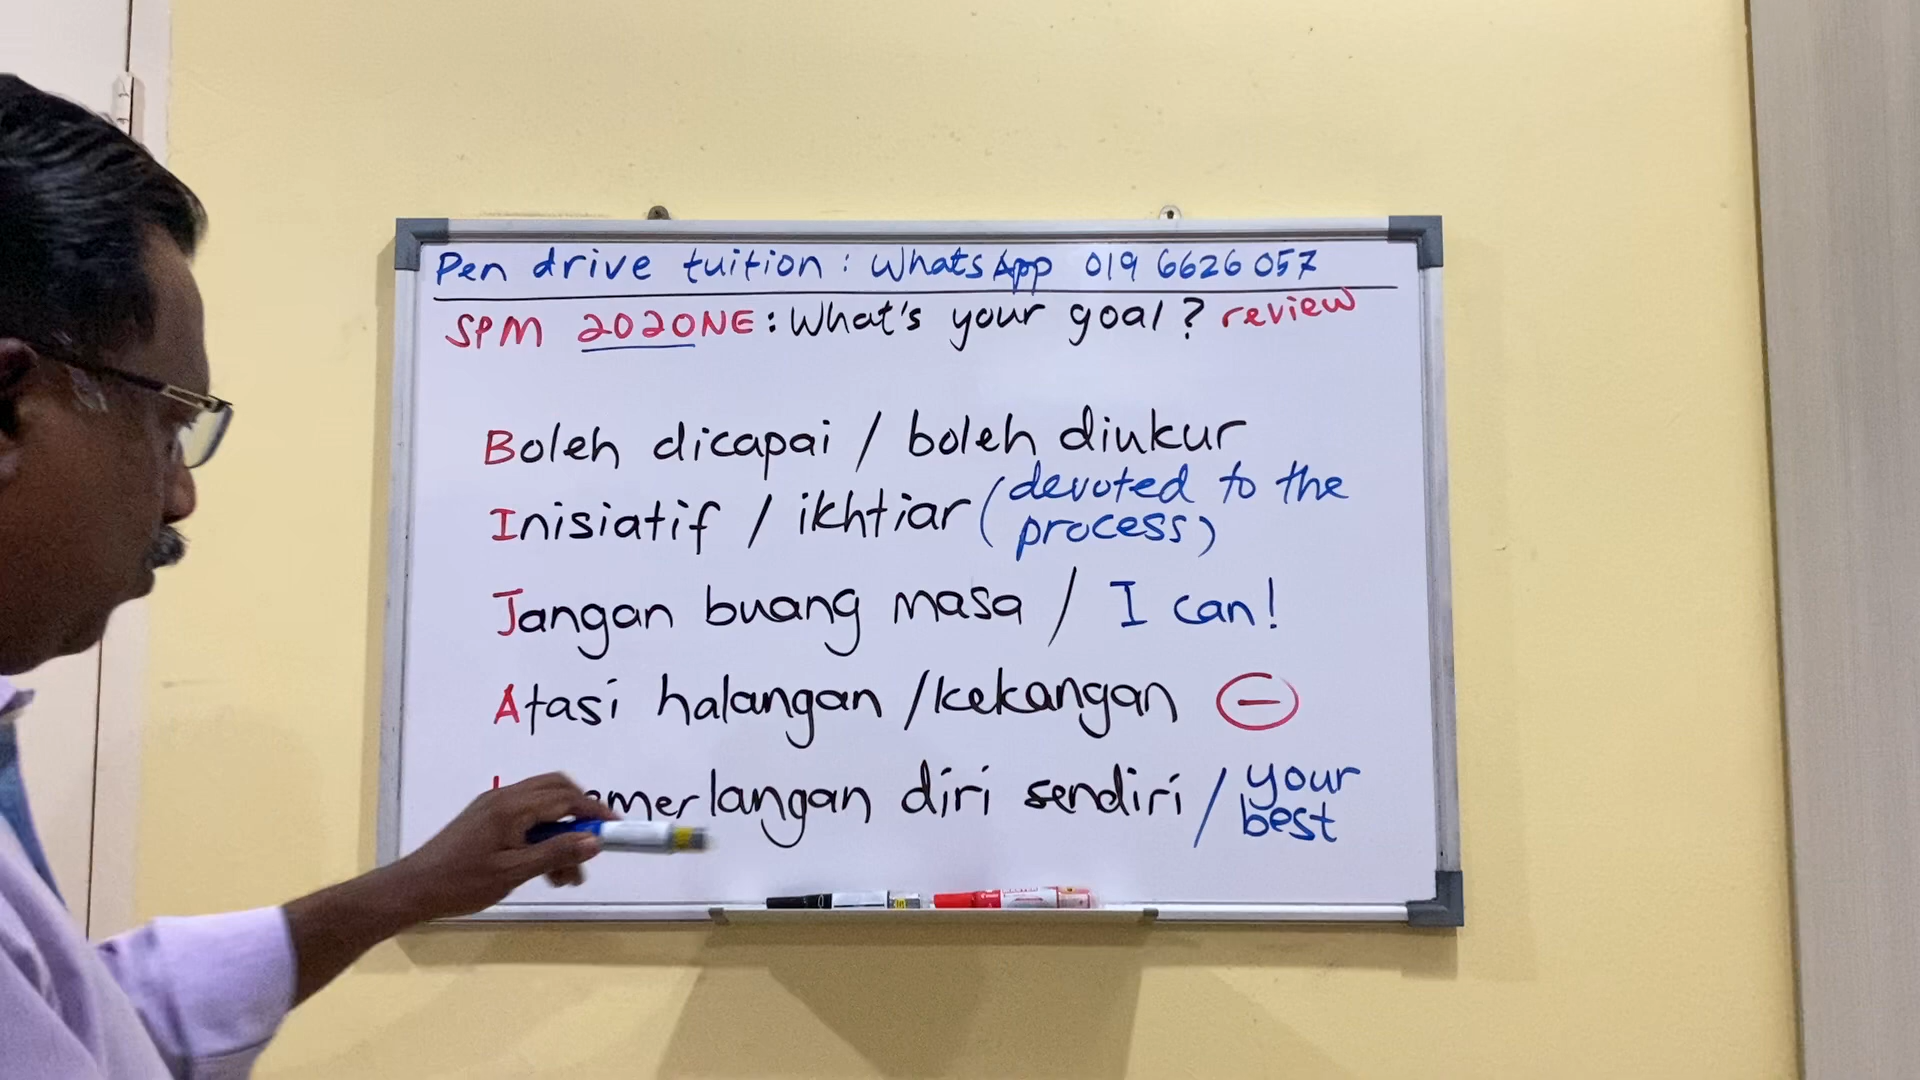 Pen drive tuition : WhatsApp 019 6626 057
SPM 2020NE : What's your goal ? review
Boleh dicapai / boleh diukur
Inisiatif / ikhtiar (devoted to the process)
Jangan buang masa / I can!
Atasi halangan / kekangan
diri sendiri / your best